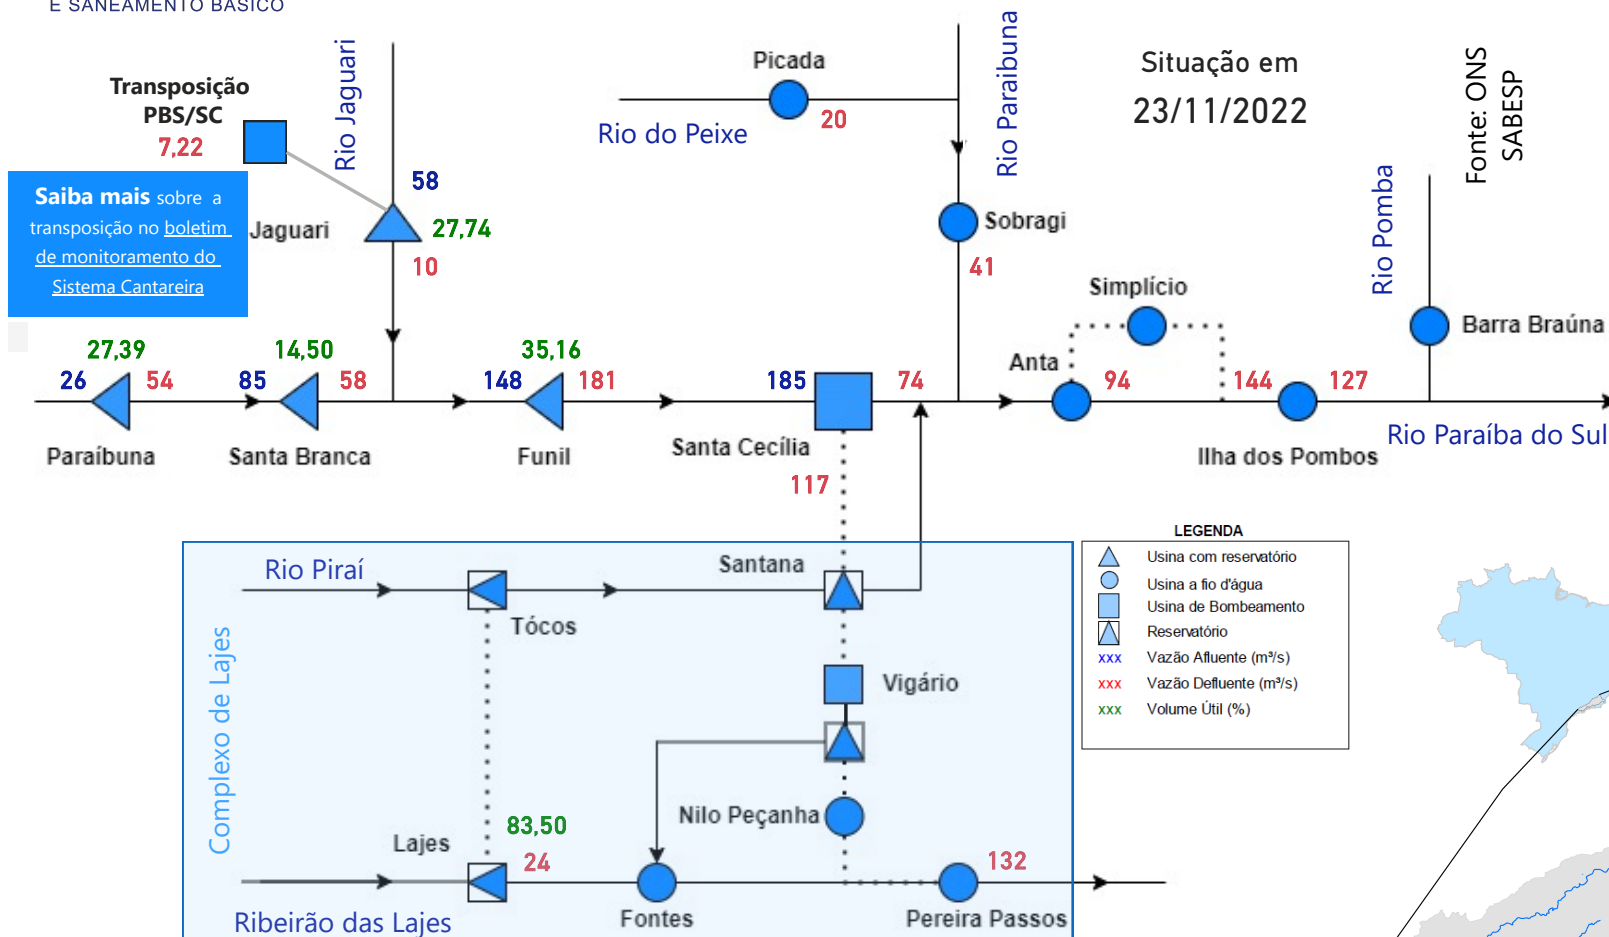 E SANEAMENTO BÁSICO
Transposição
PBS/SC
7,22
Rio Jaguari
Saiba mais sobre a
transposição no boletim
de monitoramento do
Sistema Cantareira
Jaguari
58
27,74
10
Picada
20
Rio do Peixe
Rio Paraibuna
Sobragi
41
Situação em
23/11/2022
Fonte: ONS
SABESP
Rio Pomba
Barra Braúna
Simplício
Anta
94
144
127
Ilha dos Pombos
Rio Paraíba do Sul
27,39
26
54
Paraíbuna
14,50
85
58
Santa Branca
35,16
148
181
Funil
185
74
Santa Cecília
117
Complexo de Lajes
Rio Piraí
Tócos
Santana
Vigário
Nilo Peçanha
Lajes
83,50
24
Ribeirão das Lajes
Fontes
132
Pereira Passos
LEGENDA
Usina com reservatório
Usina a fio d'água
Usina de Bombeamento
Reservatório
xxx Vazão Afluente (m³/s)
xxx Vazão Defluente (m³/s)
xxx Volume Útil (%)